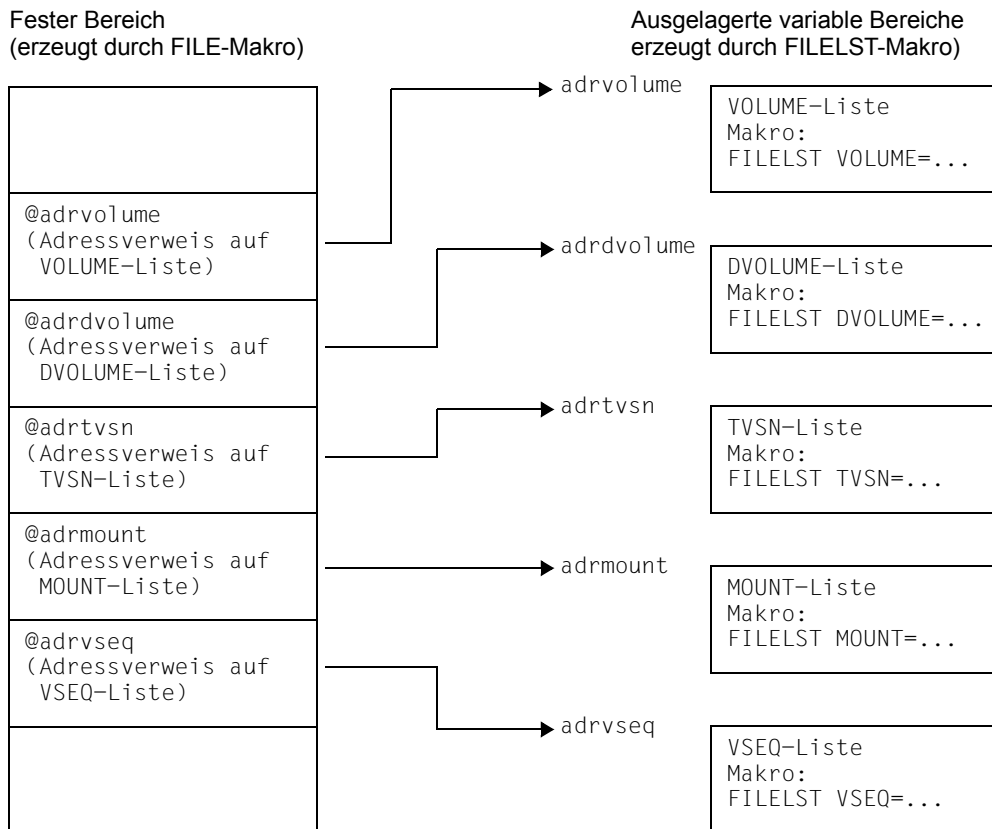 Fester Bereich
(erzeugt durch FILE-Makro)
Ausgelagerte variable Bereiche
erzeugt durch FILELST-Makro)
@adrvolume
(Adressverweis auf
VOLUME-Liste)
@adrdvolume
(Adressverweis auf
DVOLUME-Liste)
@adrtvsn
(Adressverweis auf
TVSN-Liste)
@adrmount
(Adressverweis auf
MOUNT-Liste)
@adrvseq
(Adressverweis auf
VSEQ-Liste)
adrvolume
VOLUME-Liste
Makro:
FILELST VOLUME=...
adrdvolume
DVOLUME-Liste
Makro:
FILELST DVOLUME=...
adrtvsn
TVSN-Liste
Makro:
FILELST TVSN=...
adrmount
MOUNT-Liste
Makro:
FILELST MOUNT=...
adrvseq
VSEQ-Liste
Makro:
FILELST VSEQ=...